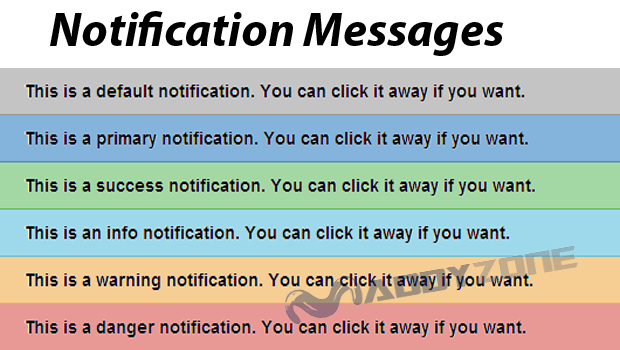 Notification Messages
This is a default notification. You can click it away if you want.
This is a primary notification. You can click it away if you want.
This is a success notification. You can click it away if you want.
This is an info notification. You can click it away if you want.
This is a warning notification. You can click it away if you want.
MADDYZONE
This is a danger notification. You can click it away if you want.